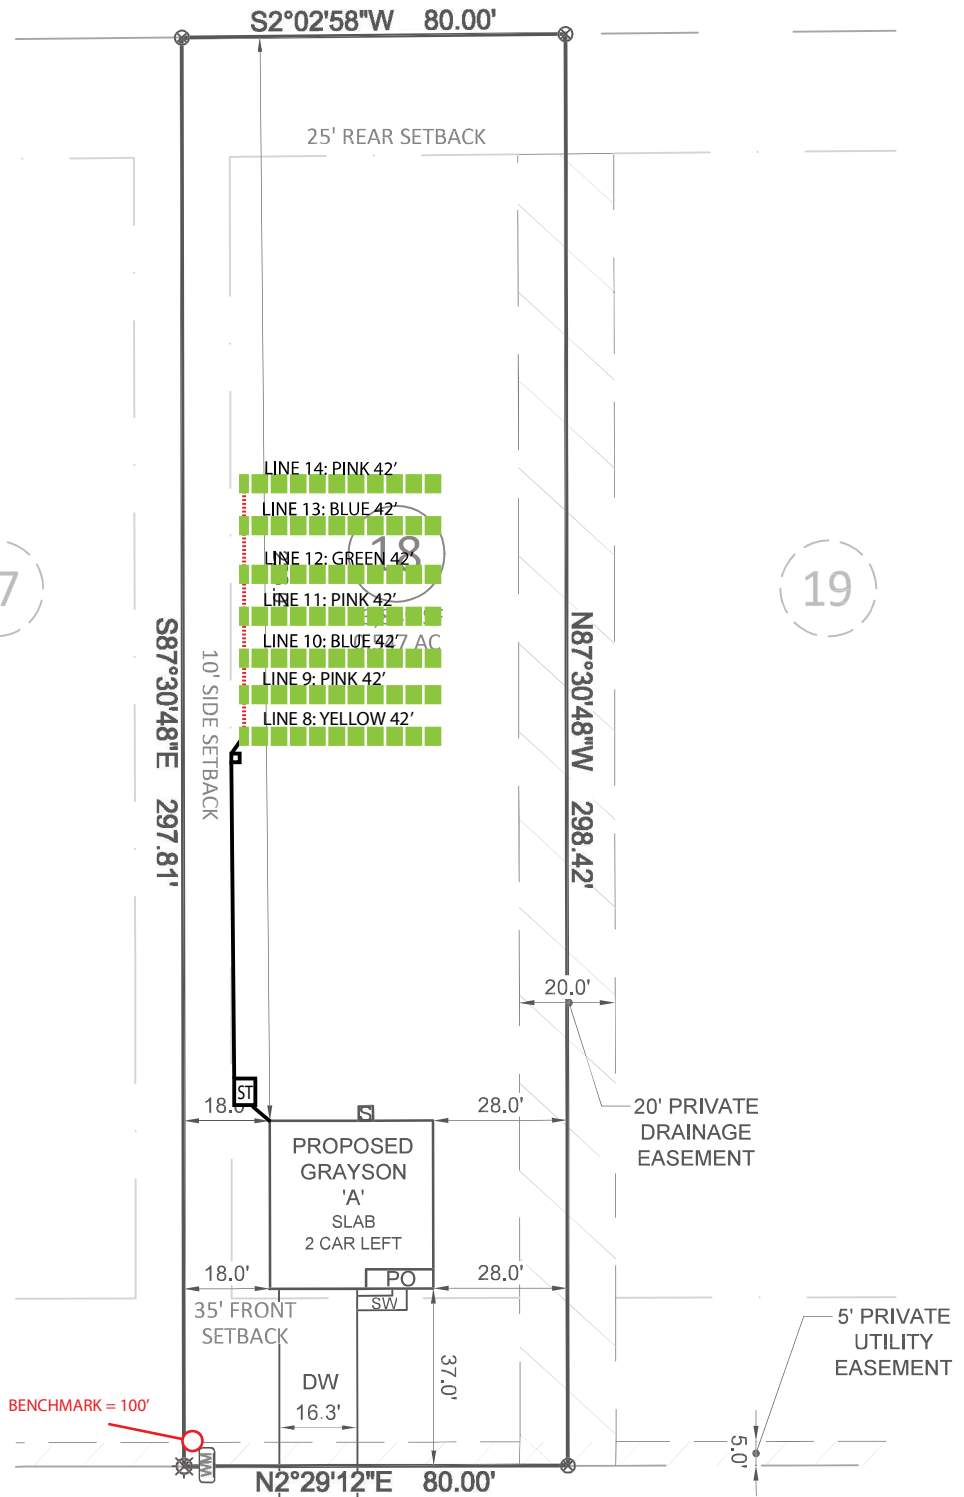 S2°02'58"W 80.00'
25' REAR SETBACK
LINE 14: PINK 42'
LINE 13: BLUE 42'
18
LINE 12: GREEN 42'
LINE 11: PINK 42'
LINE 10: BLUE 42'
AC
LINE 9: PINK 42'
LINE 8: YELLOW 42'
7
19
S87°30'48"E 297.81'
10' SIDE SETBACK
N87°30'48"W 298.42'
20.0'
20' PRIVATE
DRAINAGE
EASEMENT
ST
18.0'
S
28.0'
PROPOSED
GRAYSON
'A'
SLAB
2 CAR LEFT
18.0'
PO
28.0'
SW
35' FRONT
SETBACK
37.0'
5' PRIVATE
UTILITY
EASEMENT
DW
16.3'
BENCHMARK = 100'
5.0'
WM
N2°29'12"E 80.00'